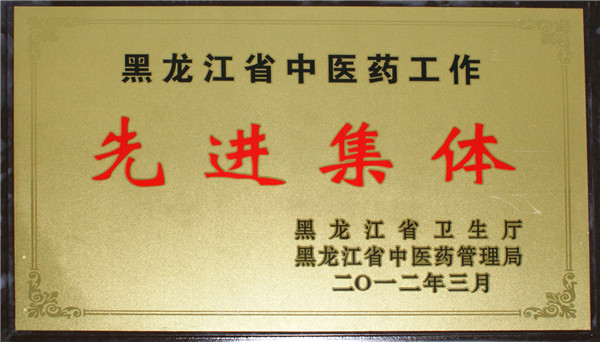 黑龙江省中医药工作
先进集体
黑龙江省卫生厅
黑龙江省中医药管理局
二〇一二年三月